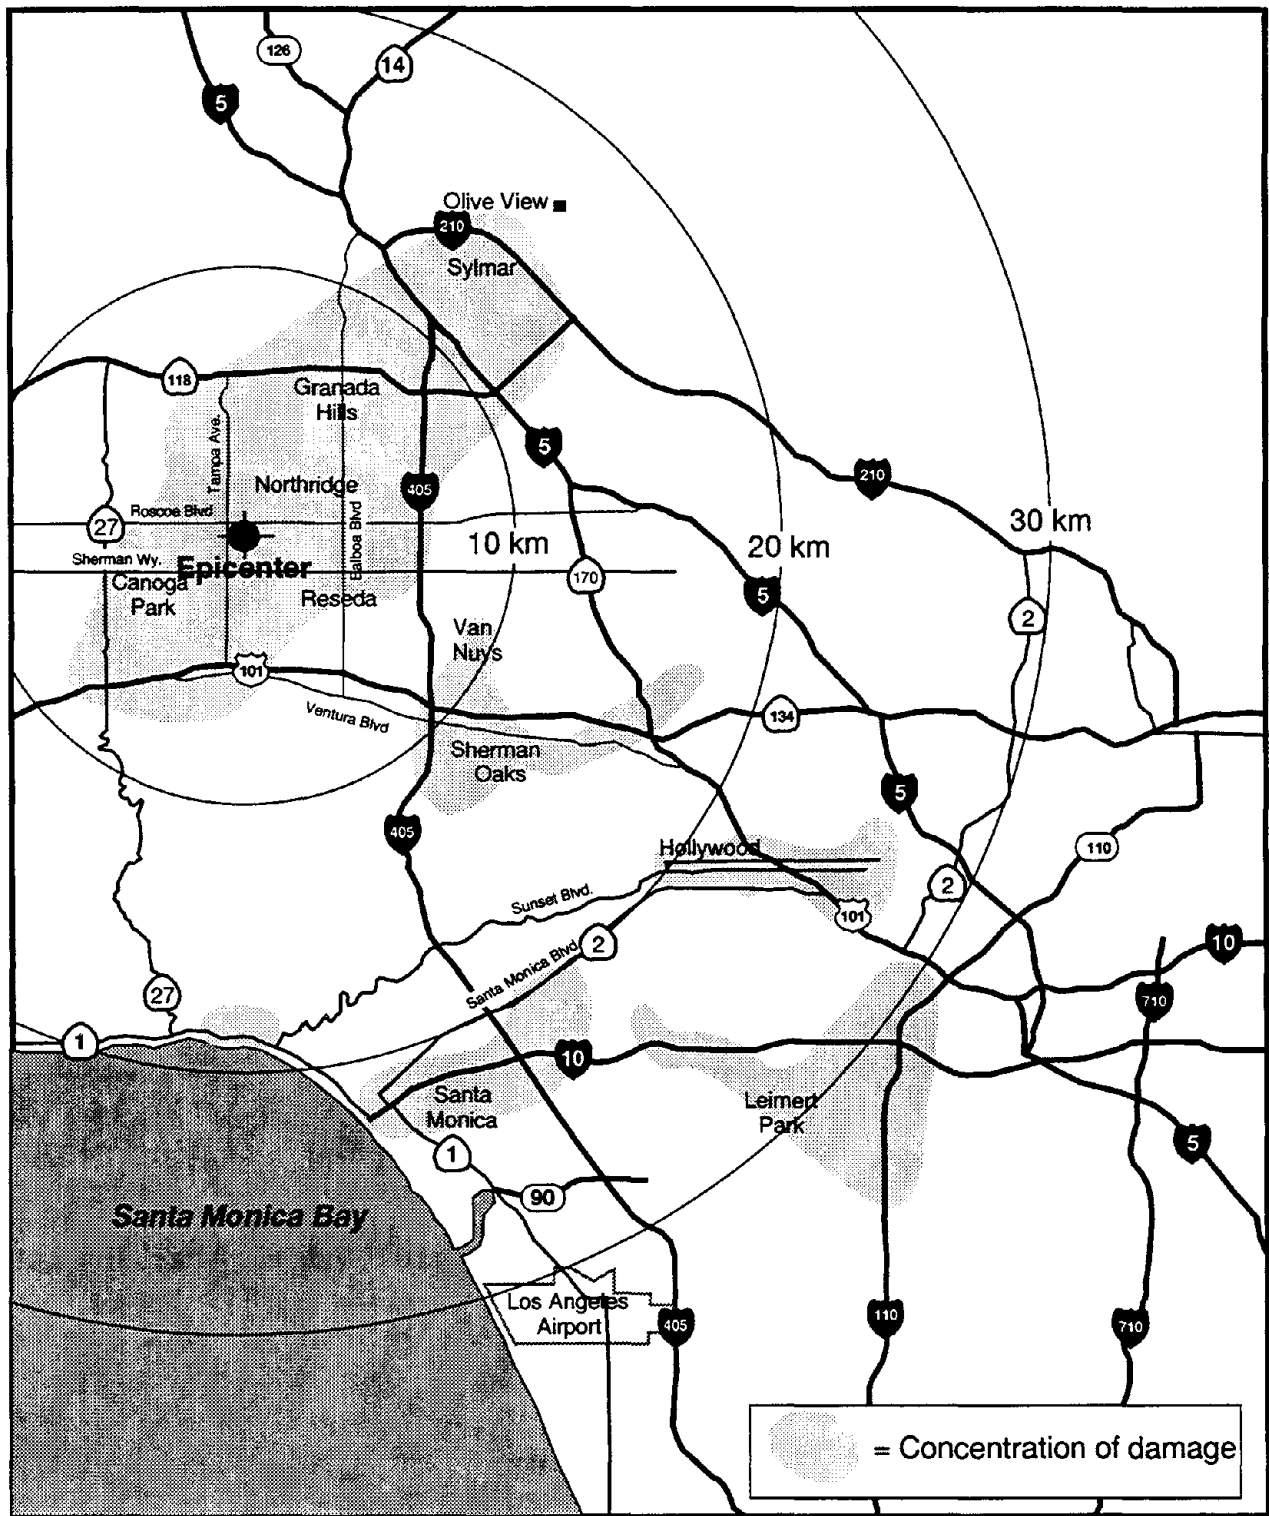 126
14
5
Olive View
210
Sylmar
118
Granada
Hills
Tampa Ave.
5
Northridge
405
210
Balboa Blvd
Roscoe Blvd
27
30 km
10 km
20 km
Sherman Wy.
Epicenter
170
Canoga
Park
Reseda
5
2
Van
Nuys
101
Ventura Blvd
134
Sherman
Oaks
5
405
Hollywood
110
2
Sunset Blvd.
101
2
10
Santa Monica Blvd.
27
710
1
10
Santa
Monica
Leimert
Park
1
5
90
Santa Monica Bay
Los Angeles
Airport
405
110
710
= Concentration of damage